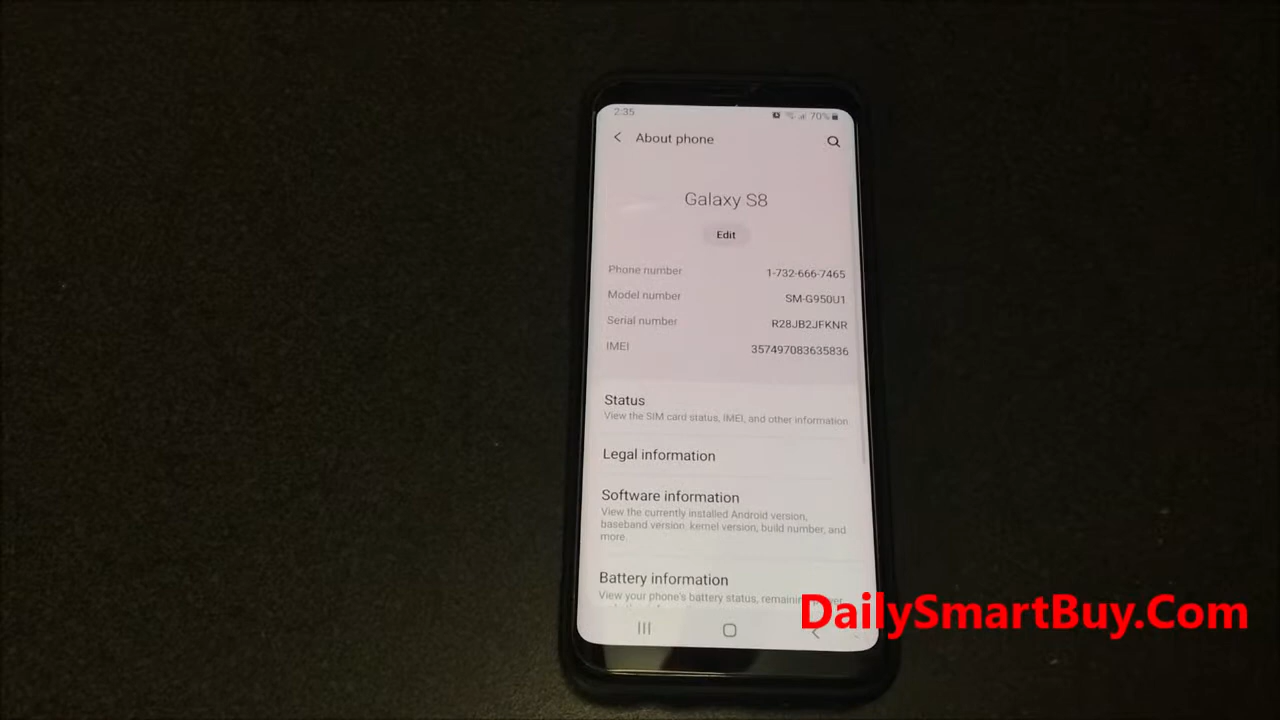 2:35 70%
About phone
Galaxy S8
Edit
Phone number 1-732-666-7465
Model number SM-G950U1
Serial number R28JB2JFKNR
IMEI 357497083635836
Status
View the SIM card status, IMEI, and other information.
Legal information
Software information
View the currently installed Android version,
baseband version, kernel version, build number, and
more.
Battery information
View your phone's battery status,
DailySmartBuy.Com